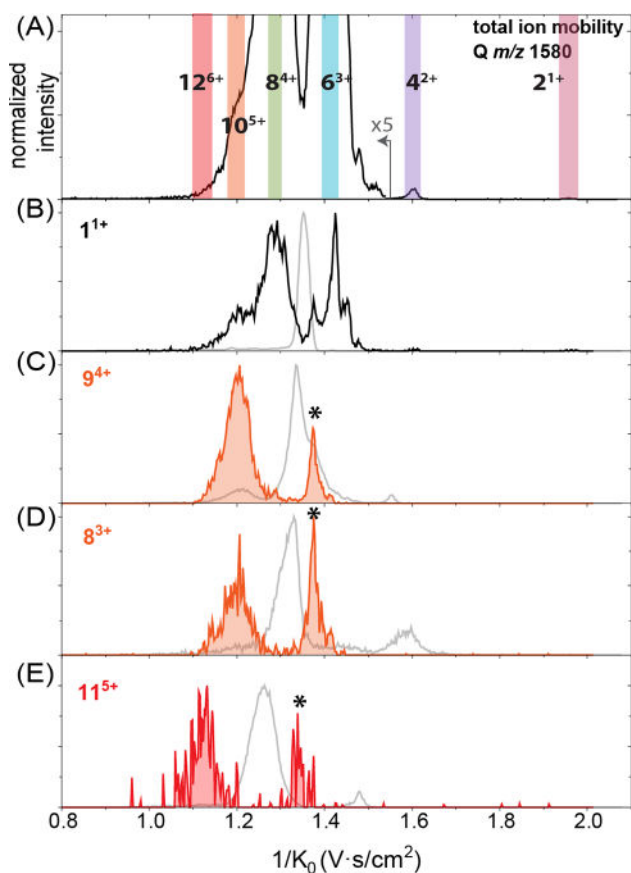 (A)
total ion mobility
Q m/z 1580
normalized
intensity
12⁶⁺
10⁵⁺
8⁴⁺
6³⁺
4²⁺
2¹⁺
x5
(B)
1¹⁺
(C)
9⁴⁺
*
(D)
8³⁺
*
(E)
11⁵⁺
*
0.8 1.0 1.2 1.4 1.6 1.8 2.0
1/K₀ (V·s/cm²)